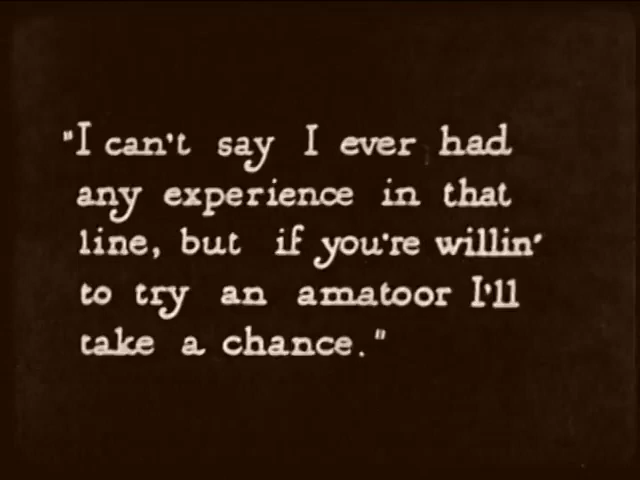 "I can't say I ever had
any experience in that
line, but if you're willin'
to try an amatoor I'll
take a chance."